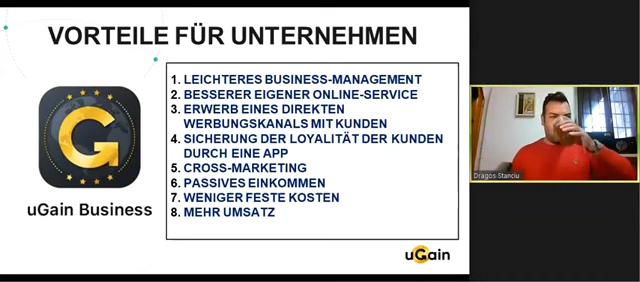 VORTEILE FÜR UNTERNEHMEN
G
uGain Business
1. LEICHTERES BUSINESS-MANAGEMENT
2. BESSERER EIGENER ONLINE-SERVICE
3. ERWERB EINES DIREKTEN
WERBUNGSKANALS MIT KUNDEN
4. SICHERUNG DER LOYALITÄT DER KUNDEN
DURCH EINE APP
5. CROSS-MARKETING
6. PASSIVES EINKOMMEN
7. WENIGER FESTE KOSTEN
8. MEHR UMSATZ
uGain
Dragoș Stanciu